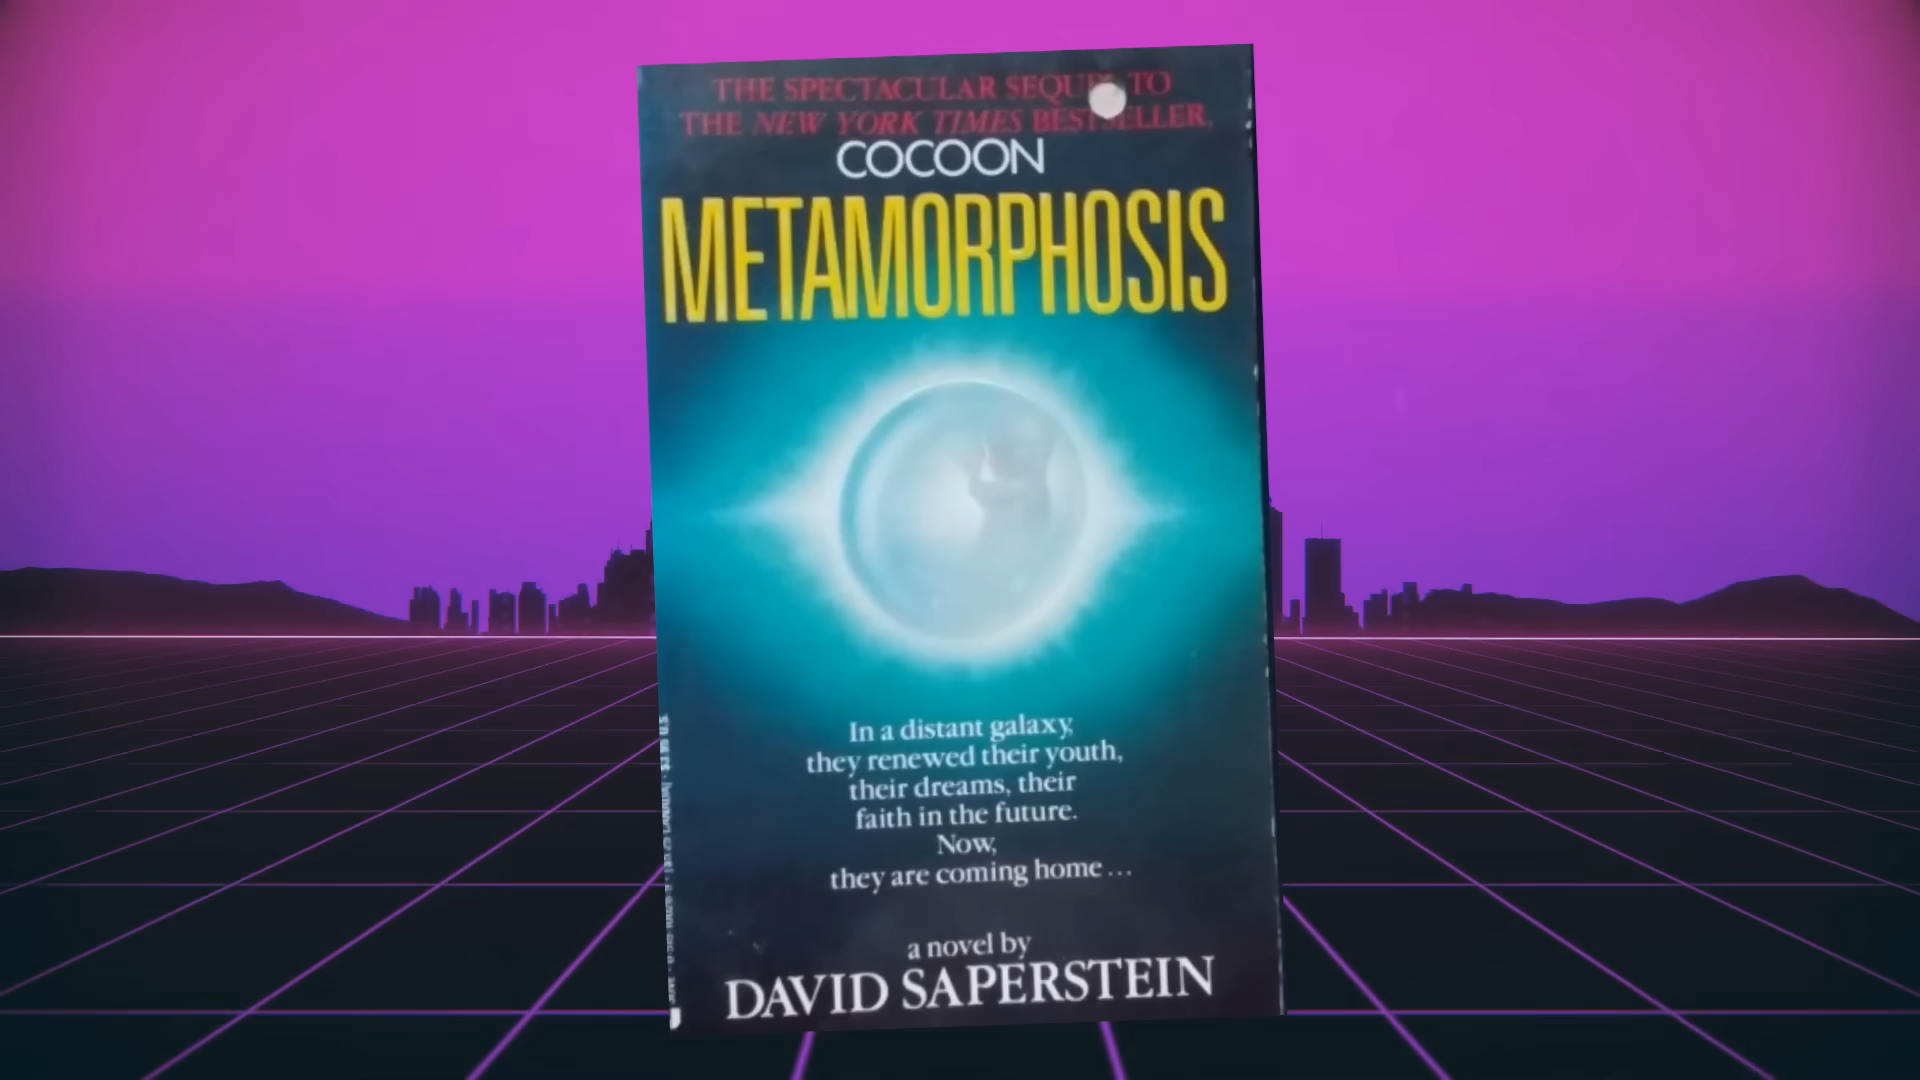 THE SPECTACULAR SEQUEL TO
THE NEW YORK TIMES BESTSELLER,
COCOON
METAMORPHOSIS
In a distant galaxy,
they renewed their youth,
their dreams, their
faith in the future.
Now,
they are coming home...
a novel by
DAVID SAPERSTEIN